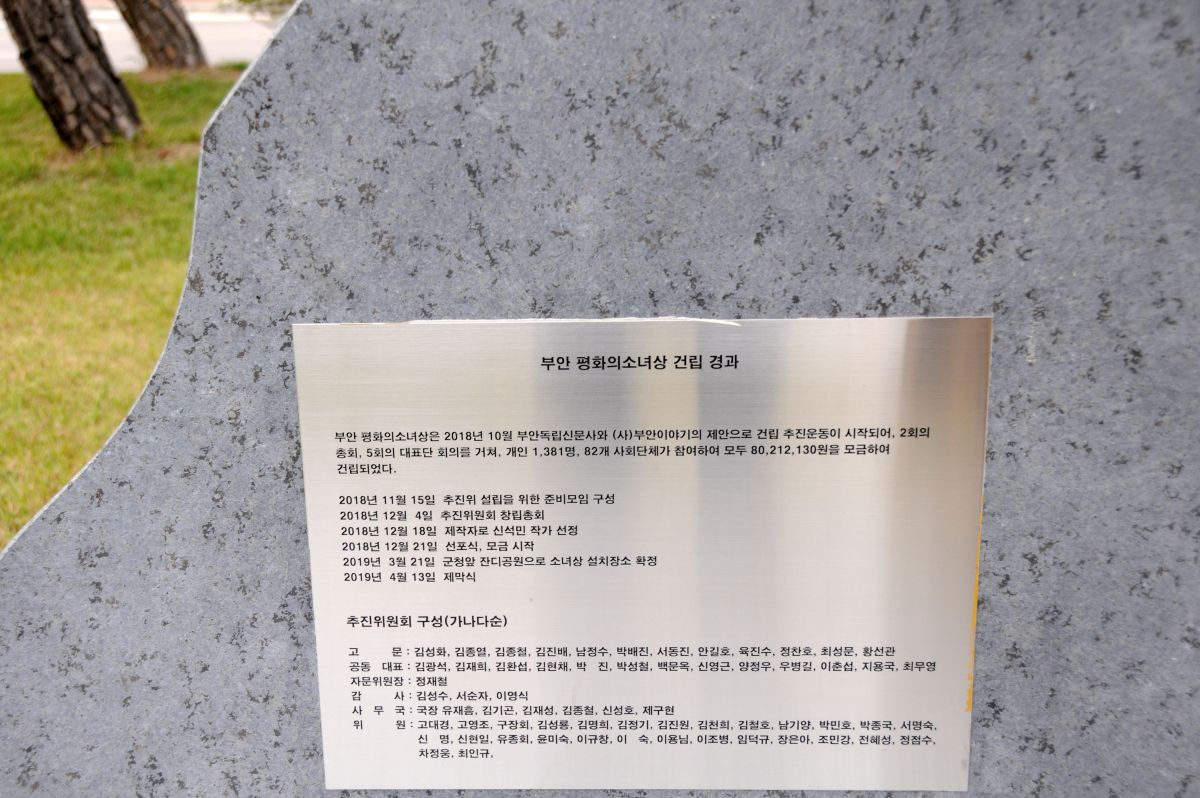 부안 평화의소녀상 건립 경과
부안 평화의소녀상은 2018년 10월 부안독립신문사와 (사)부안이야기의 제안으로 건립 추진운동이 시작되어, 2회의
총회, 5회의 대표단 회의를 거쳐, 개인 1,381명, 82개 사회단체가 참여하여 모두 80,212,130원을 모금하여
건립되었다.
2018년 11월 15일 추진위 설립을 위한 준비모임 구성
2018년 12월 4일 추진위원회 창립총회
2018년 12월 18일 제작자로 신석민 작가 선정
2018년 12월 21일 선포식, 모금 시작
2019년 3월 21일 군청앞 잔디공원으로 소녀상 설치장소 확정
2019년 4월 13일 제막식
추진위원회 구성(가나다순)
고 문 : 김성화, 김종열, 김종철, 김진배, 남정수, 박배진, 서동진, 안길호, 육진수, 정찬호, 최성문, 황선관
공동 대표 : 김광석, 김재희, 김환섭, 김현채, 박 진, 박성철, 백문옥, 신영근, 양정우, 우병길, 이춘섭, 지용국, 최무영
자문위원장 : 정재철
감 사 : 김성수, 서순자, 이영식
사 무 국 : 국장 유재흠, 김기곤, 김재성, 김종철, 신성호, 제구현
위 원 : 고대경, 고영조, 구장회, 김성룡, 김명희, 김정기, 김진원, 김천희, 김철호, 남기양, 박민호, 박종국, 서명숙,
신 명, 신현일, 유종회, 윤미숙, 이규창, 이 숙, 이용님, 이조병, 임덕규, 장은아, 조민강, 전혜성, 정점수,
차정웅, 최인규,